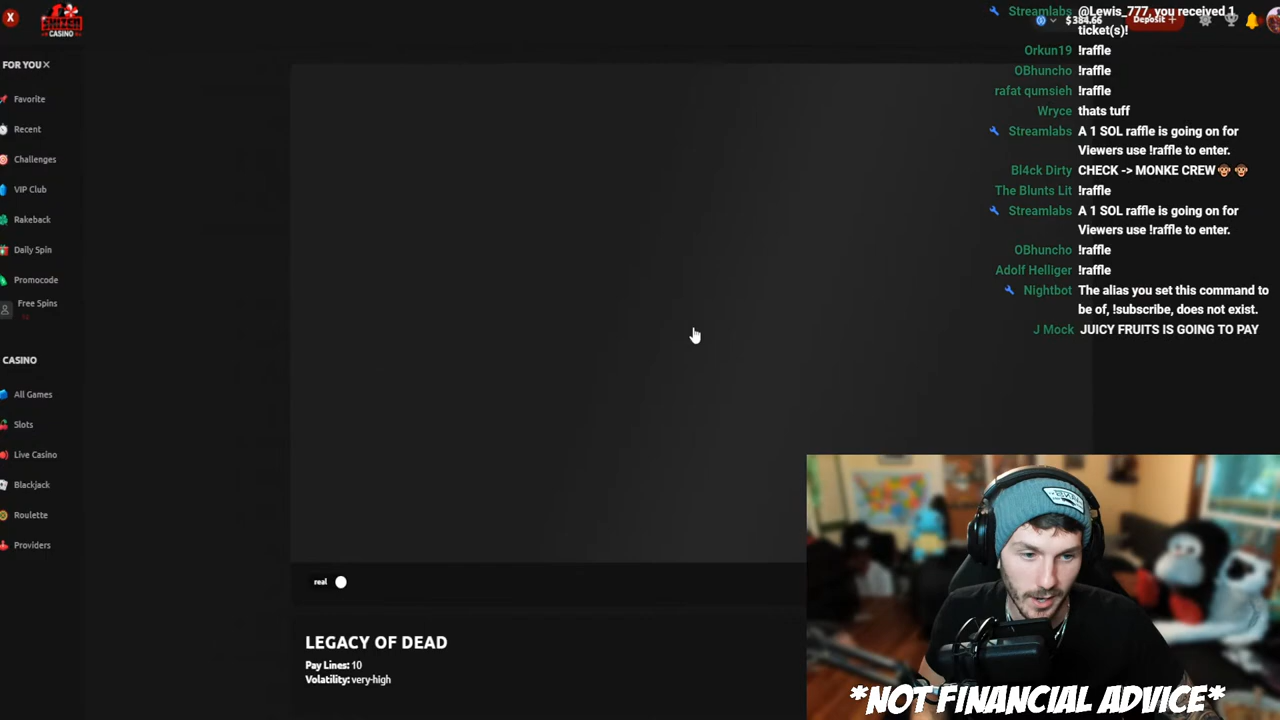 X
CASINO
$384.66
Deposit +
FOR YOU ×
Favorite
Recent
Challenges
VIP Club
Rakeback
Daily Spin
Promocode
Free Spins
CASINO
All Games
Slots
Live Casino
Blackjack
Roulette
Providers
real
LEGACY OF DEAD
Pay Lines: 10
Volatility: very-high
Streamlabs @Lewis_777, you received 1
ticket(s)!
Orkun19 !raffle
OBhuncho !raffle
rafat qumsieh !raffle
Wryce thats tuff
Streamlabs A 1 SOL raffle is going on for
Viewers use !raffle to enter.
Bl4ck Dirty CHECK -> MONKE CREW🐵🐵
The Blunts Lit !raffle
Streamlabs A 1 SOL raffle is going on for
Viewers use !raffle to enter.
OBhuncho !raffle
Adolf Helliger !raffle
Nightbot The alias you set this command to
be of, !subscribe, does not exist.
J Mock JUICY FRUITS IS GOING TO PAY
*NOT FINANCIAL ADVICE*